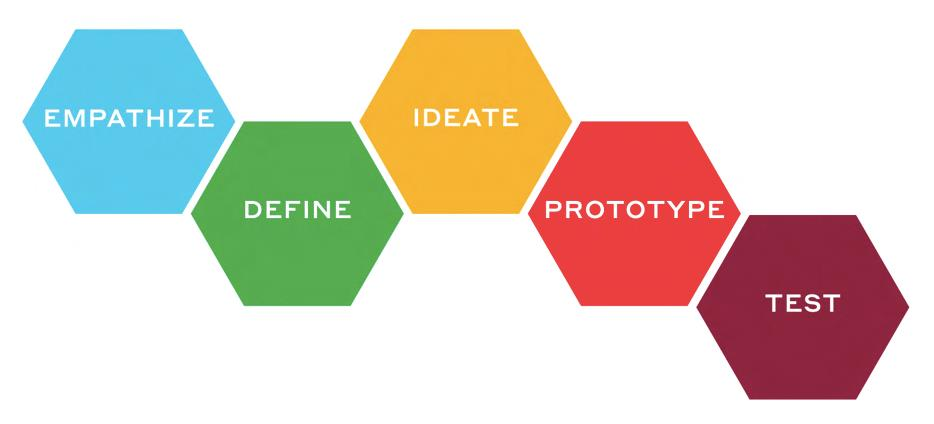 EMPATHIZE
DEFINE
IDEATE
PROTOTYPE
TEST